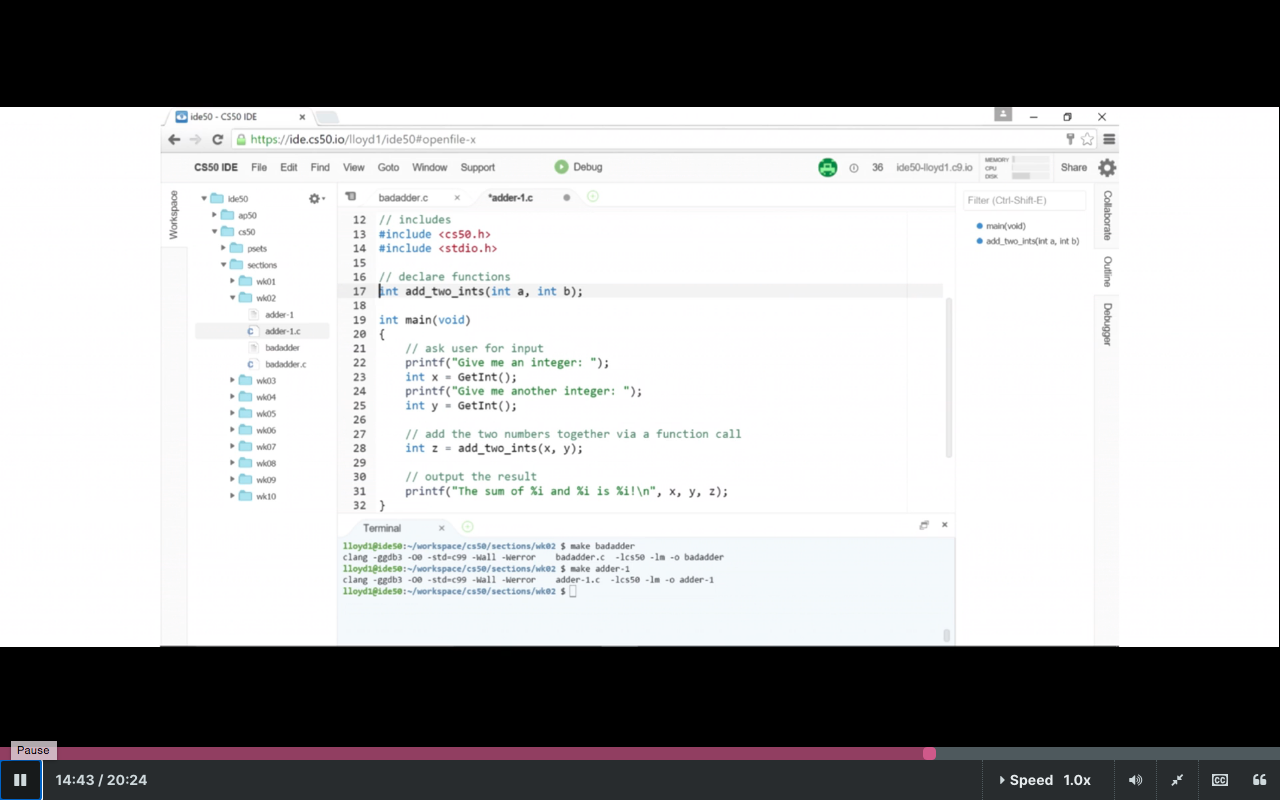 ide50 - CS50 IDE
https://ide.cs50.io/lloyd1/ide50#openfile-x
CS50 IDE File Edit Find View Goto Window Support Debug 36 ide50-lloyd1.c9.io MEMORY CPU DISK Share
Workspace
ide50
ap50
cs50
psets
sections
wk01
wk02
adder-1
adder-1.c
badadder
badadder.c
wk03
wk04
wk05
wk06
wk07
wk08
wk09
wk10
badadder.c *adder-1.c
12 // includes
13 #include <cs50.h>
14 #include <stdio.h>
15
16 // declare functions
17 int add_two_ints(int a, int b);
18
19 int main(void)
20 {
21 // ask user for input
22 printf("Give me an integer: ");
23 int x = GetInt();
24 printf("Give me another integer: ");
25 int y = GetInt();
26
27 // add the two numbers together via a function call
28 int z = add_two_ints(x, y);
29
30 // output the result
31 printf("The sum of %i and %i is %i!\n", x, y, z);
32 }
Terminal
lloyd1@ide50:~/workspace/cs50/sections/wk02 $ make badadder
clang -ggdb3 -O0 -std=c99 -Wall -Werror badadder.c -lcs50 -lm -o badadder
lloyd1@ide50:~/workspace/cs50/sections/wk02 $ make adder-1
clang -ggdb3 -O0 -std=c99 -Wall -Werror adder-1.c -lcs50 -lm -o adder-1
lloyd1@ide50:~/workspace/cs50/sections/wk02 $
Filter (Ctrl-Shift-E)
main(void)
add_two_ints(int a, int b)
Collaborate
Outline
Debugger
Pause
14:43 / 20:24
Speed 1.0x
CC